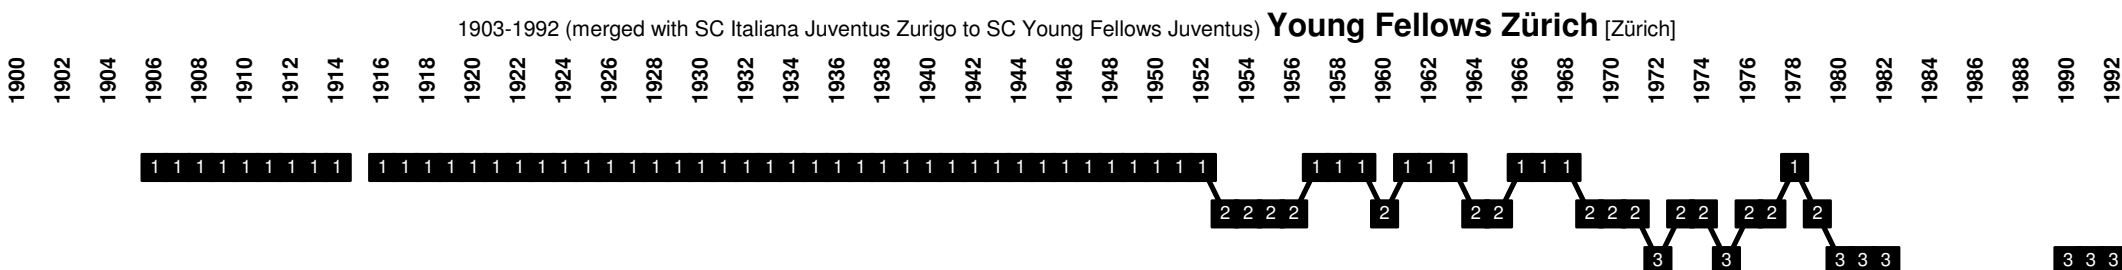 1903-1992 (merged with SC Italiana Juventus Zurigo to SC Young Fellows Juventus) Young Fellows Zürich [Zürich]
1900 1902 1904 1906 1908 1910 1912 1914 1916 1918 1920 1922 1924 1926 1928 1930 1932 1934 1936 1938 1940 1942 1944 1946 1948 1950 1952 1954 1956 1958 1960 1962 1964 1966 1968 1970 1972 1974 1976 1978 1980 1982 1984 1986 1988 1990 1992
1 1 1 1 1 1 1 1 1 1 1 1 1 1 1 1 1 1 1 1 1 1 1 1 1 1 1 1 1 1 1 1 1 1 1 1 1 1 1 1 1 1 1 1 1 1 1 1 1 1 1 1 1 1 1 1
2 2 2 2 2 2 2 2 2 2 2 2 2 2 2
3 3 3 3 3 3 3 3